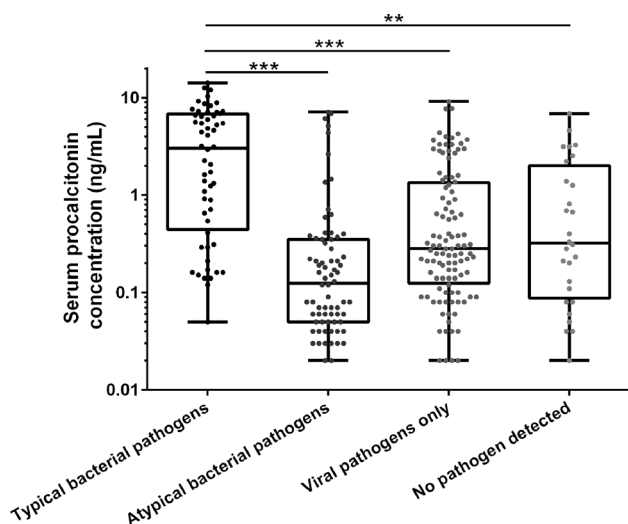 **
***
***
10
1
0.1
0.01
Serum procalcitonin
concentration (ng/mL)
Typical bacterial pathogens
Atypical bacterial pathogens
Viral pathogens only
No pathogen detected